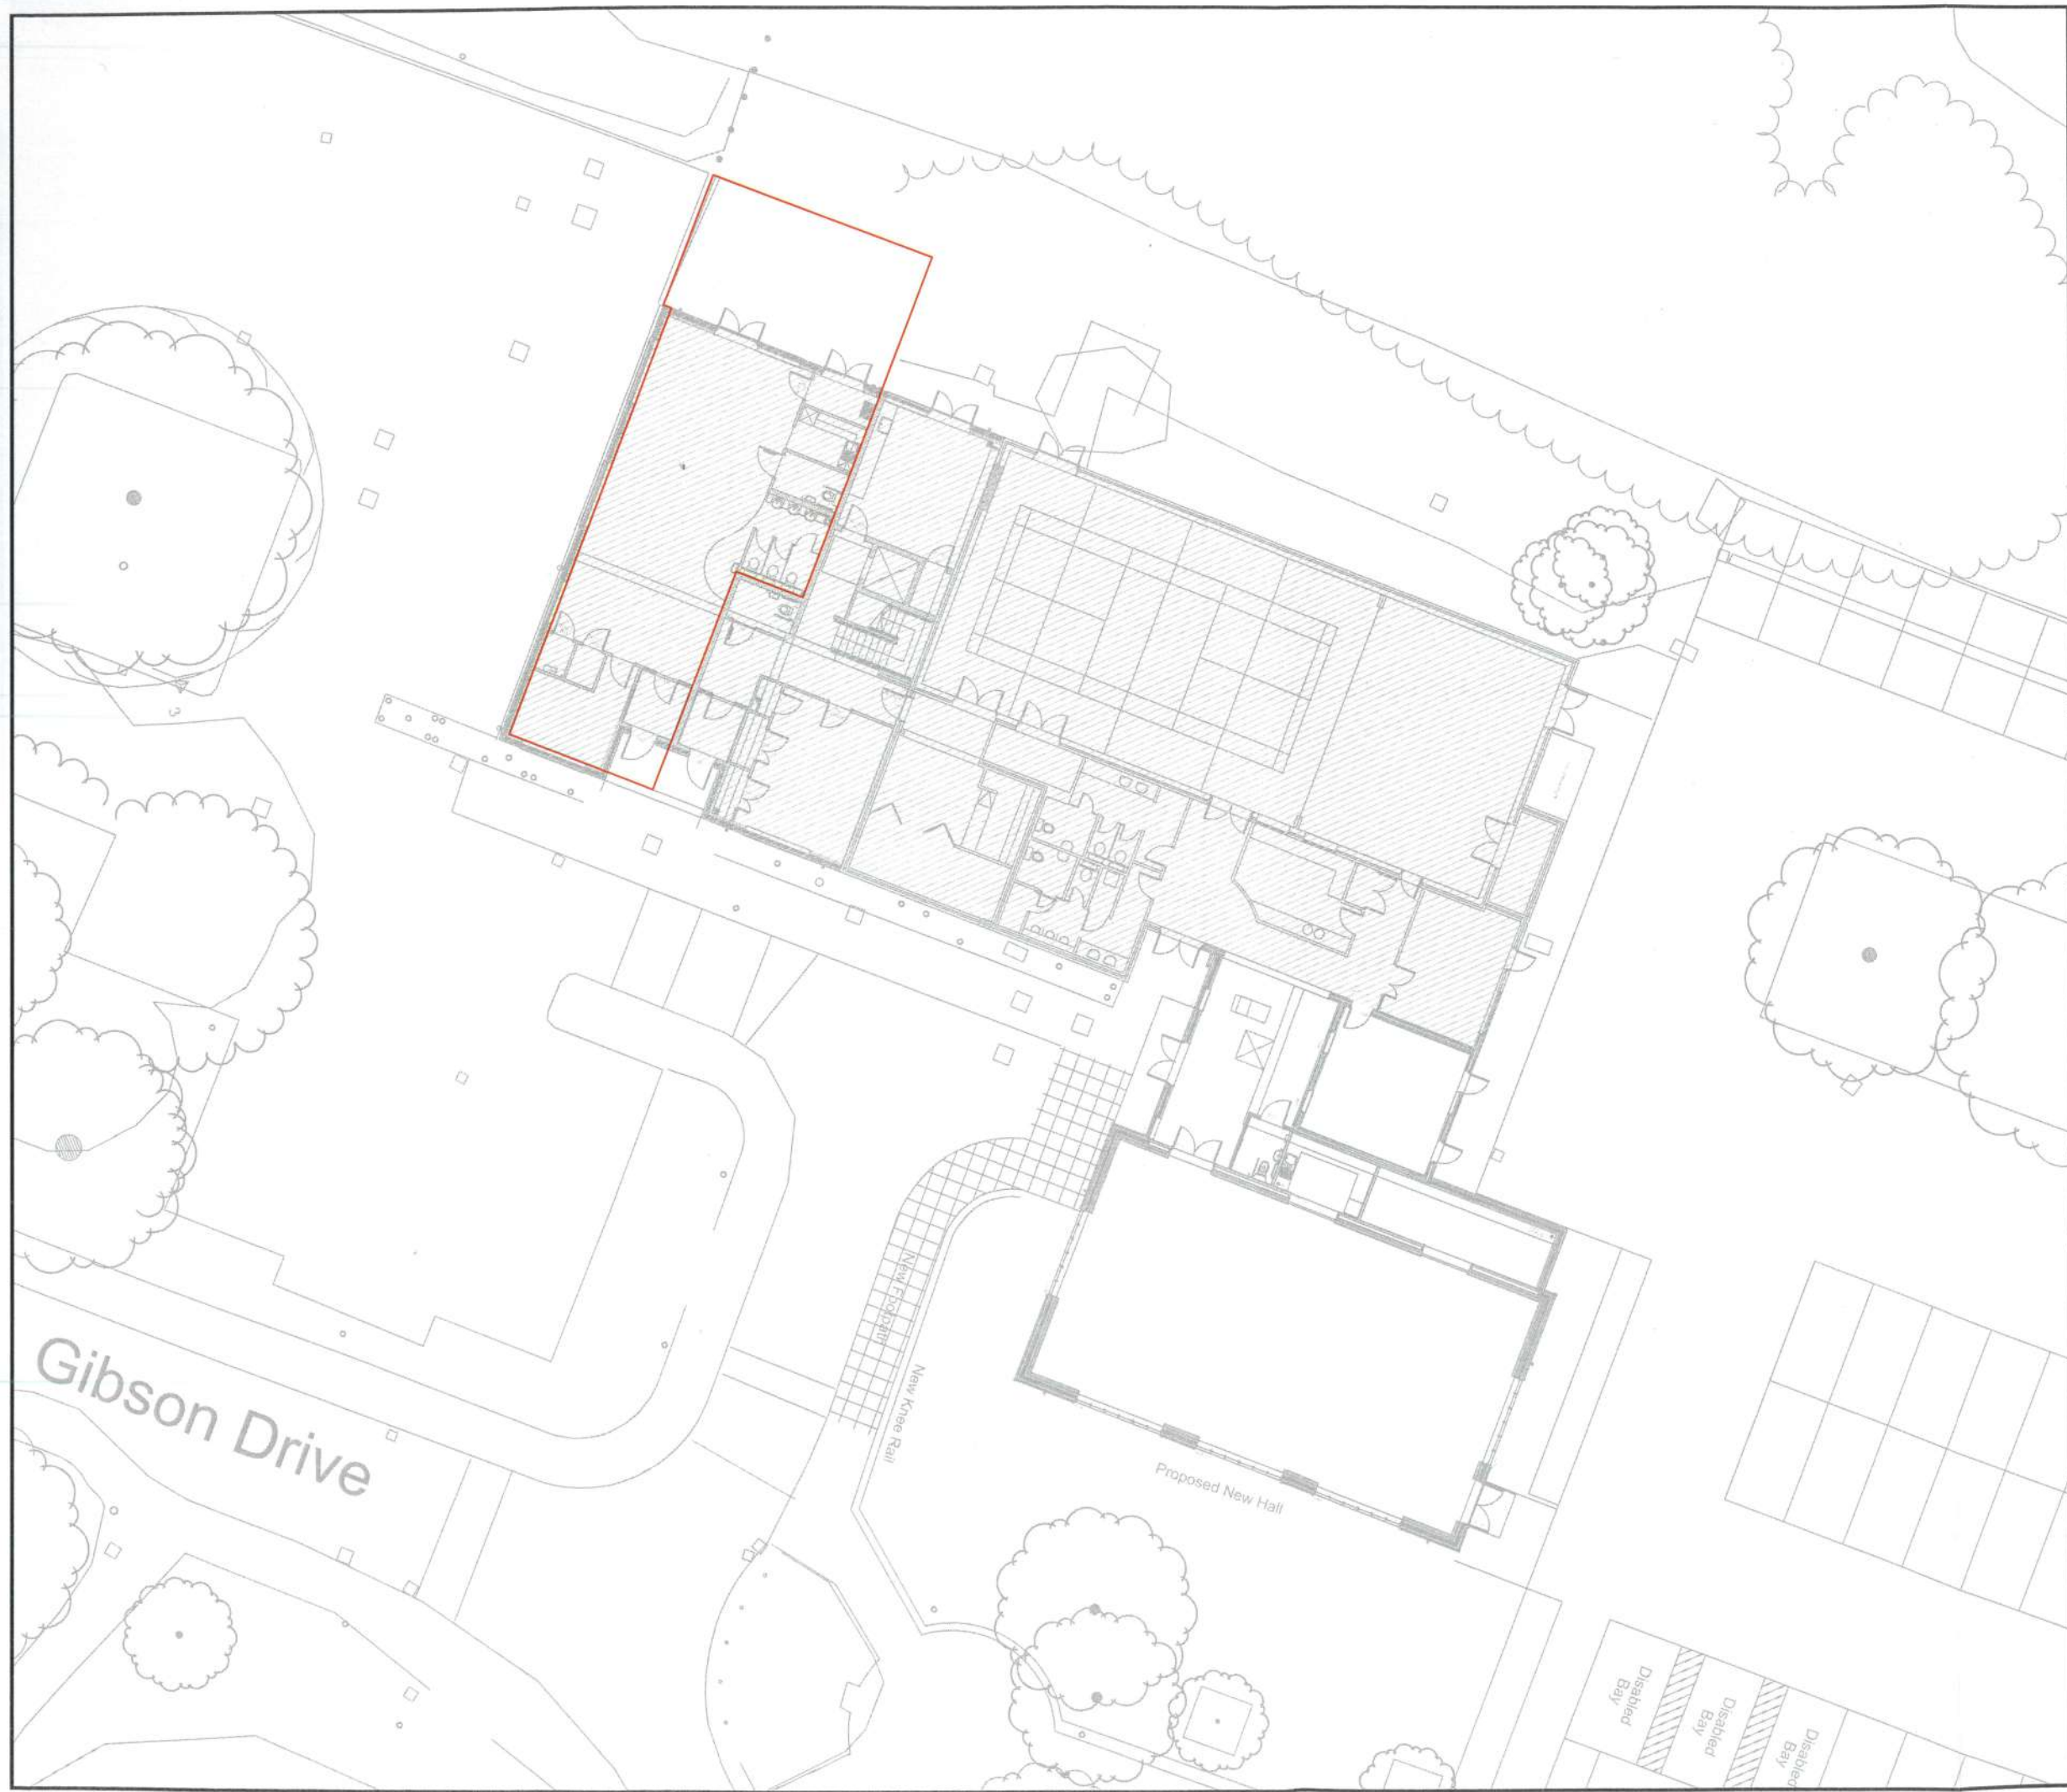 Gibson Drive
New Footpath
New Knee Rail
Proposed New Hall
Disabled
Bay
Disabled
Bay
Disabled
Bay